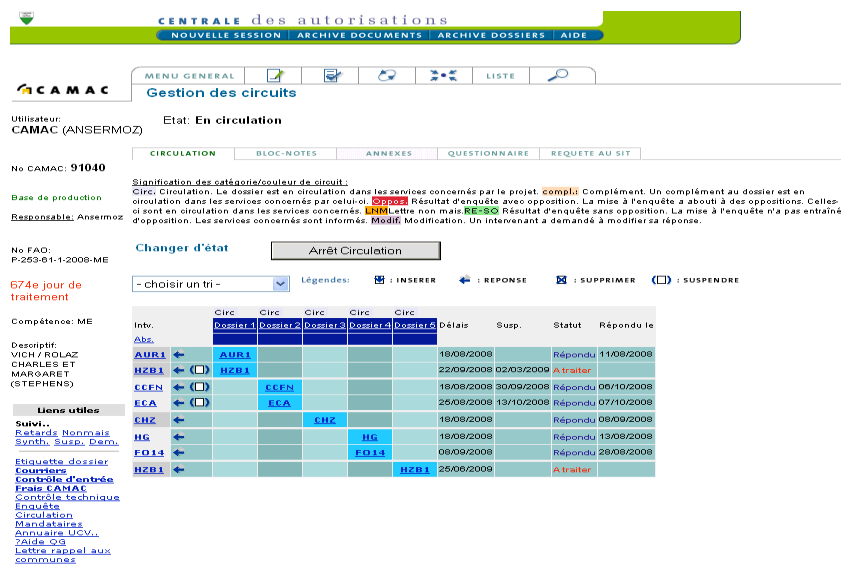 CENTRALE des autorisations
NOUVELLE SESSION ARCHIVE DOCUMENTS ARCHIVE DOSSIERS AIDE
CAMAC
MENU GENERAL LISTE
Gestion des circuits
Utilisateur:
CAMAC (ANSERMOZ)
Etat: En circulation
CIRCULATION BLOC-NOTES ANNEXES QUESTIONNAIRE REQUETE AU SIT
No CAMAC: 91040
Base de production
Responsable: Ansermoz
Signification des catégorie/couleur de circuit :
Circ. Circulation. Le dossier est en circulation dans les services concernés par le projet. compl.: Complément. Un complément au dossier est en
circulation dans les services concernés par celui-ci. Oppos. Résultat d'enquête avec opposition. La mise à l'enquête a abouti à des oppositions. Celles-
ci sont en circulation dans les services concernés. LNM Lettre non mais. RE-SO Résultat d'enquête sans opposition. La mise à l'enquête n'a pas entraîné
d'opposition. Les services concernés sont informés. Modif. Modification. Un intervenant a demandé à modifier sa réponse.
No FAO:
P-253-61-1-2008-ME
Changer d'état Arrêt Circulation
674e jour de
traitement
- choisir un tri - Légendes: : INSERER : REPONSE : SUPPRIMER (☐) : SUSPENDRE
Compétence: ME
Descriptif:
VICH / ROLAZ
CHARLES ET
MARGARET
(STEPHENS)
Circ Circ Circ Circ Circ
Intv. Dossier 1 Dossier 2 Dossier 3 Dossier 4 Dossier 5 Délais Susp. Statut Répondu le
Abs.
AUR1 AUR1 18/08/2008 Répondu 11/08/2008
HZB1 (☐) HZB1 22/09/2008 02/03/2009 A traiter
CCFN (☐) CCFN 18/08/2008 30/09/2008 Répondu 06/10/2008
ECA (☐) ECA 25/08/2008 13/10/2008 Répondu 07/10/2008
CHZ CHZ 18/08/2008 Répondu 08/09/2008
HG HG 18/08/2008 Répondu 13/08/2008
FO14 FO14 08/09/2008 Répondu 28/08/2008
HZB1 HZB1 25/06/2009 A traiter
Liens utiles
Suivi..
Retards Nonmais
Synth. Susp. Dem.
Etiquette dossier
Courriers
Contrôle d'entrée
Frais CAMAC
Contrôle technique
Enquête
Circulation
Mandataires
Annuaire UCV..
?Aide QG
Lettre rappel aux
communes